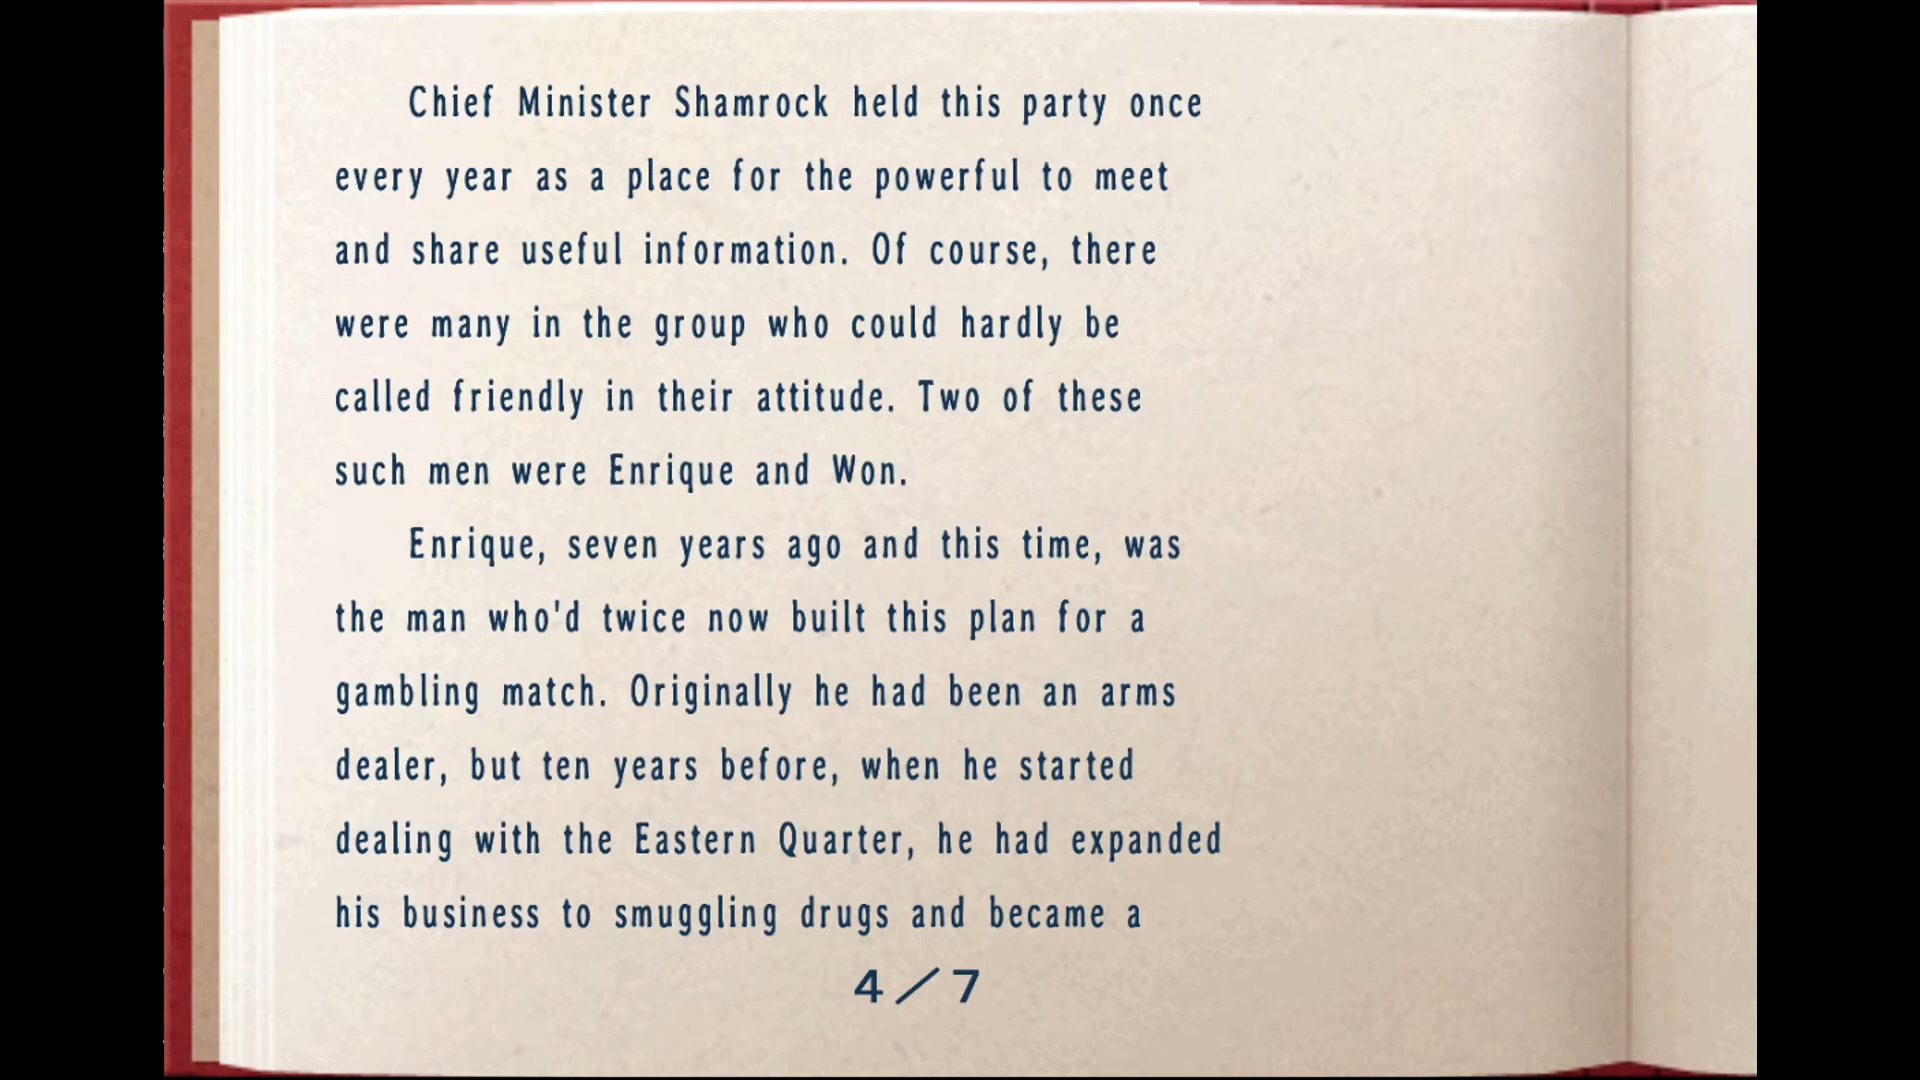 Chief Minister Shamrock held this party once
every year as a place for the powerful to meet
and share useful information. Of course, there
were many in the group who could hardly be
called friendly in their attitude. Two of these
such men were Enrique and Won.
Enrique, seven years ago and this time, was
the man who'd twice now built this plan for a
gambling match. Originally he had been an arms
dealer, but ten years before, when he started
dealing with the Eastern Quarter, he had expanded
his business to smuggling drugs and became a
4／7